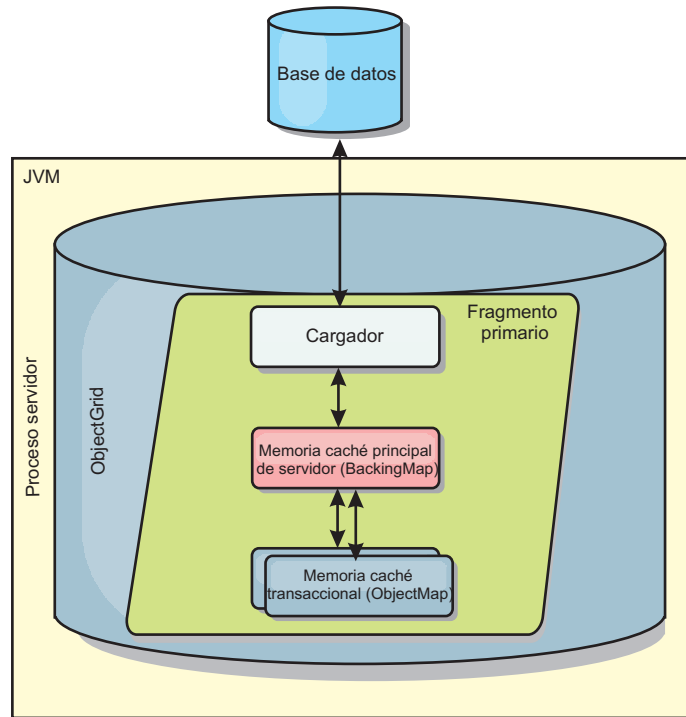 Base de datos
JVM
Proceso servidor
ObjectGrid
Fragmento
primario
Cargador
Memoria caché principal
de servidor (BackingMap)
Memoria caché
transaccional (ObjectMap)